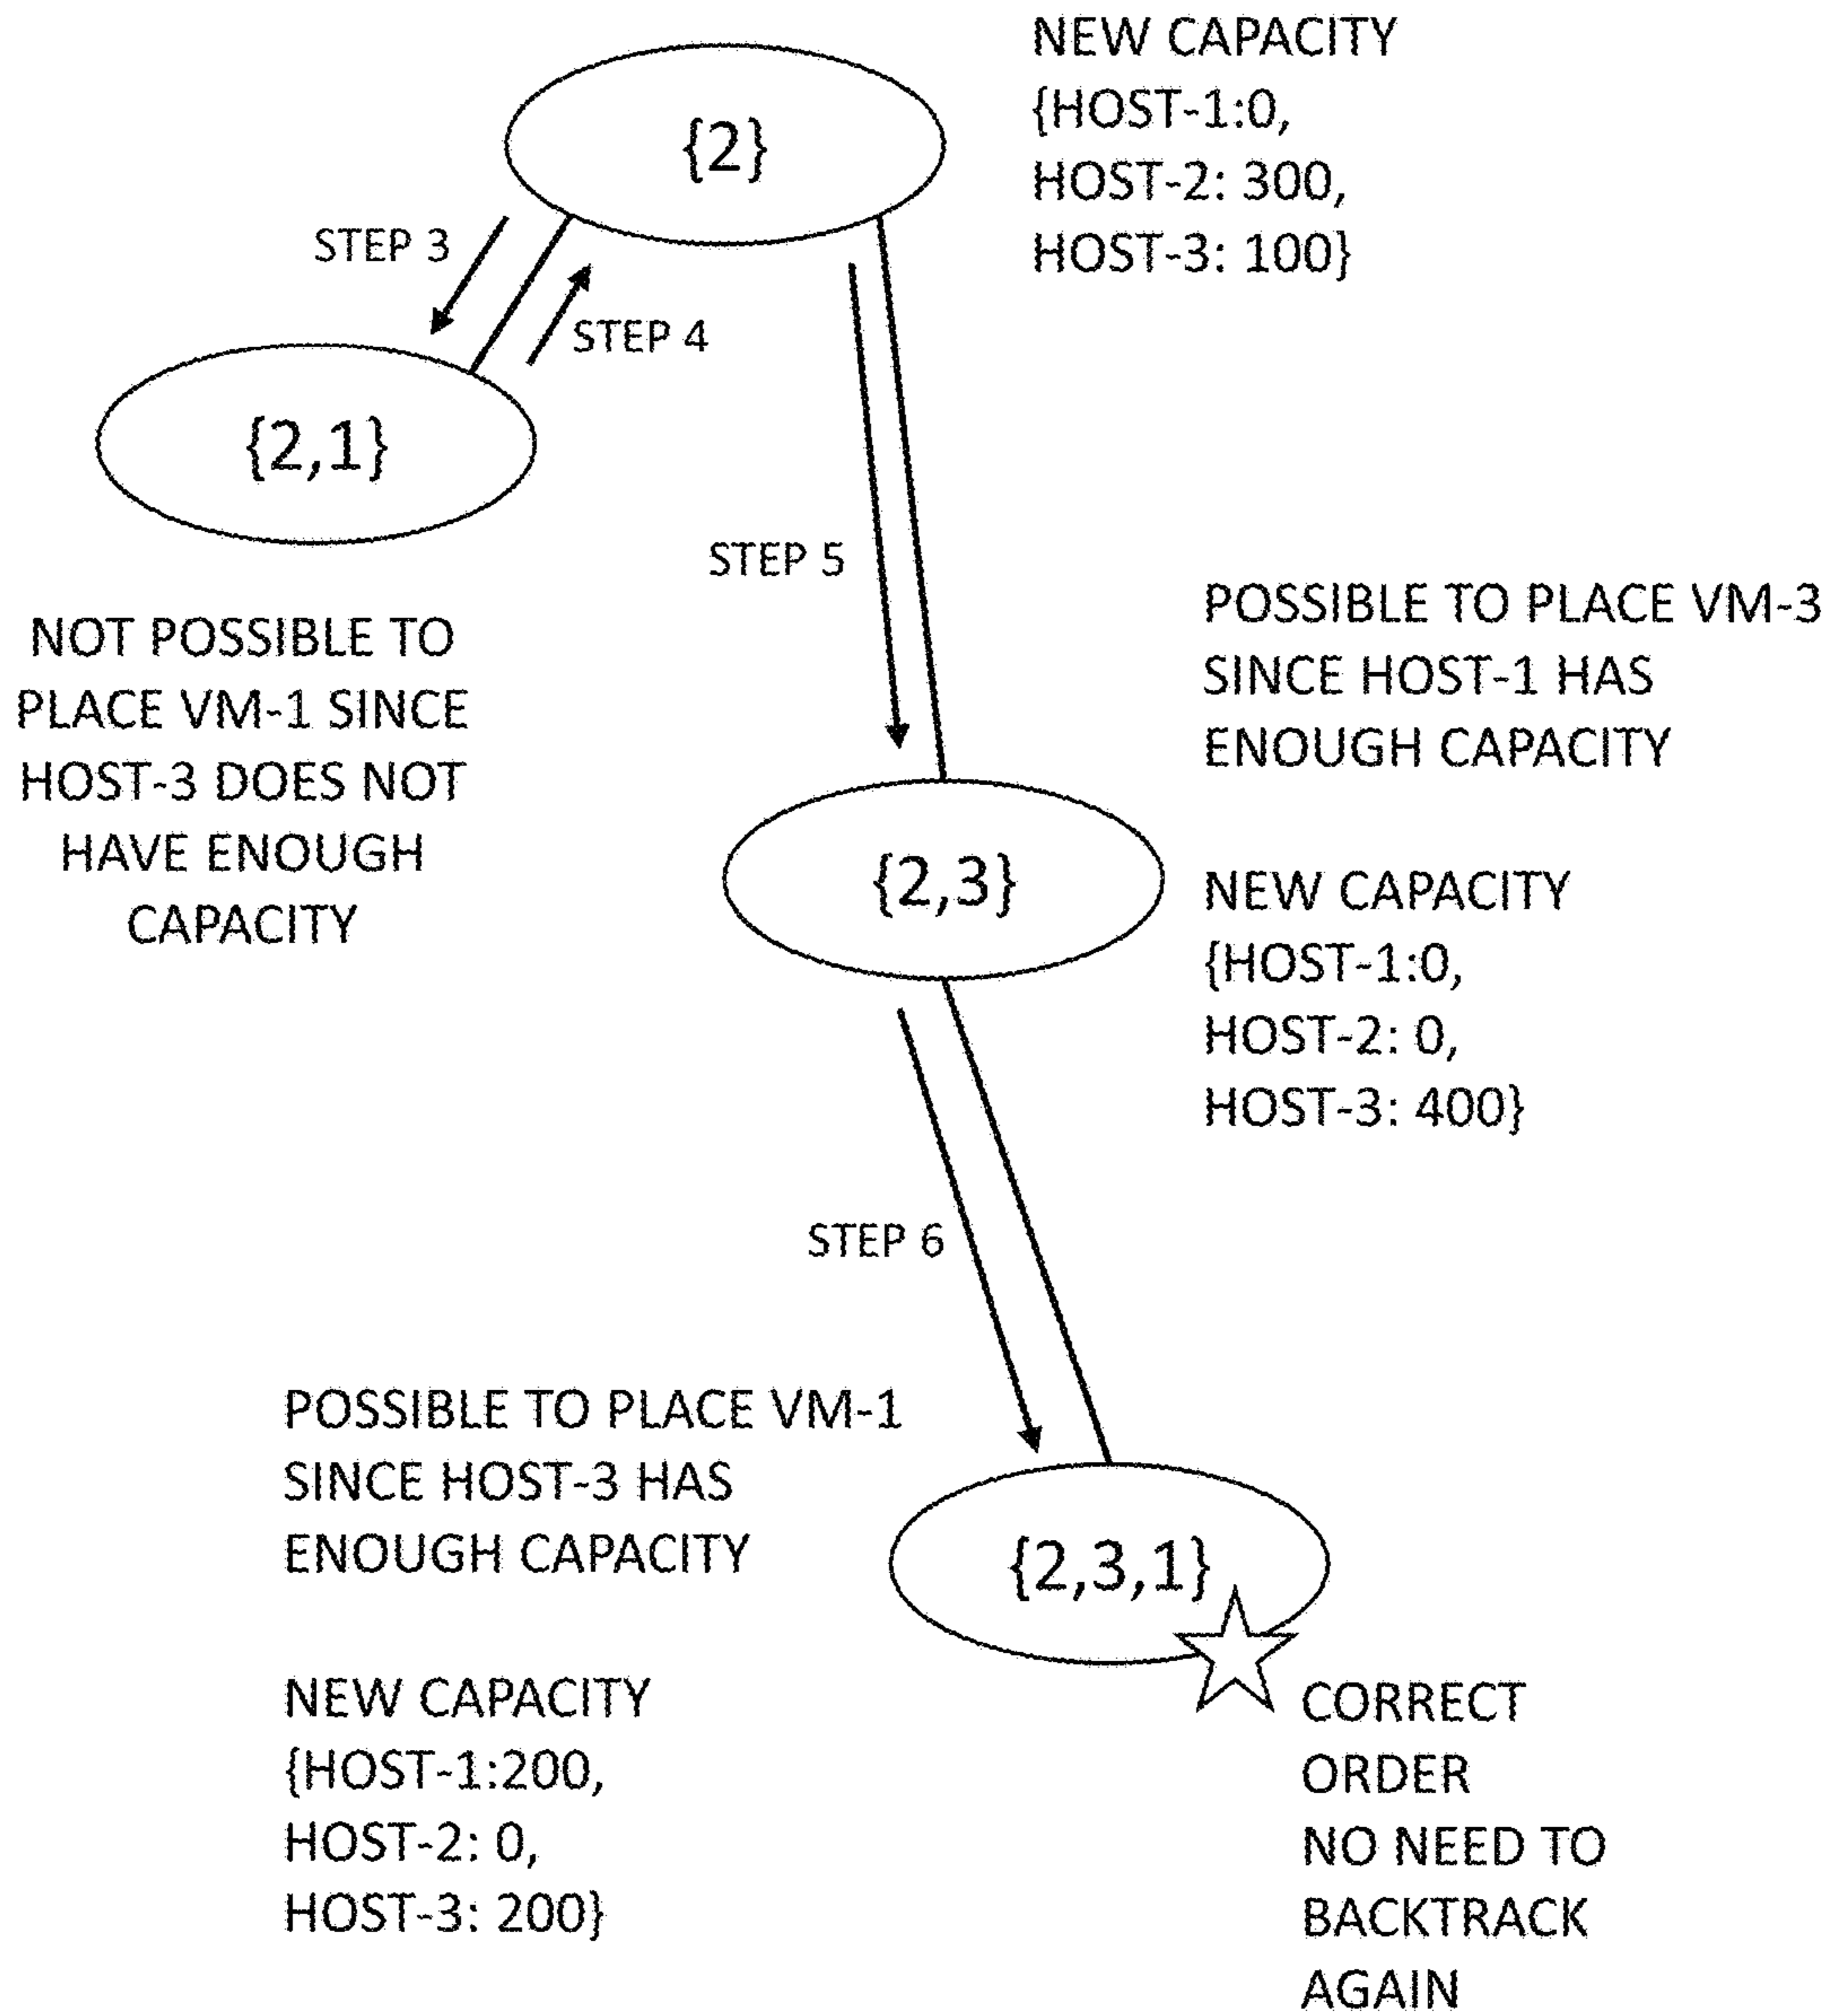 {2}
NEW CAPACITY
{HOST-1:0,
HOST-2: 300,
HOST-3: 100}
STEP 3
STEP 4
{2,1}
NOT POSSIBLE TO
PLACE VM-1 SINCE
HOST-3 DOES NOT
HAVE ENOUGH
CAPACITY
STEP 5
POSSIBLE TO PLACE VM-3
SINCE HOST-1 HAS
ENOUGH CAPACITY
{2,3}
NEW CAPACITY
{HOST-1:0,
HOST-2: 0,
HOST-3: 400}
STEP 6
POSSIBLE TO PLACE VM-1
SINCE HOST-3 HAS
ENOUGH CAPACITY
{2,3,1}
NEW CAPACITY
{HOST-1:200,
HOST-2: 0,
HOST-3: 200}
CORRECT
ORDER
NO NEED TO
BACKTRACK
AGAIN